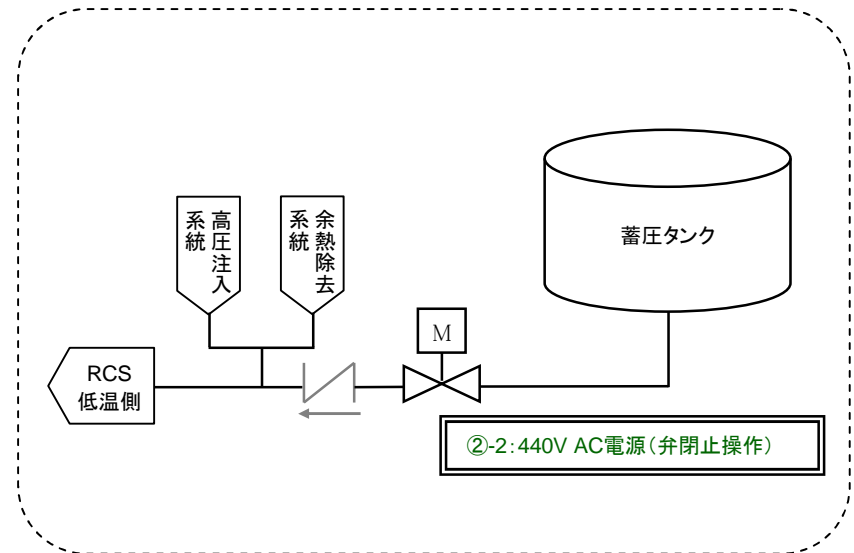 高圧注入
系統
余熱除去
系統
蓄圧タンク
M
RCS
低温側
②-2:440V AC電源(弁閉止操作)